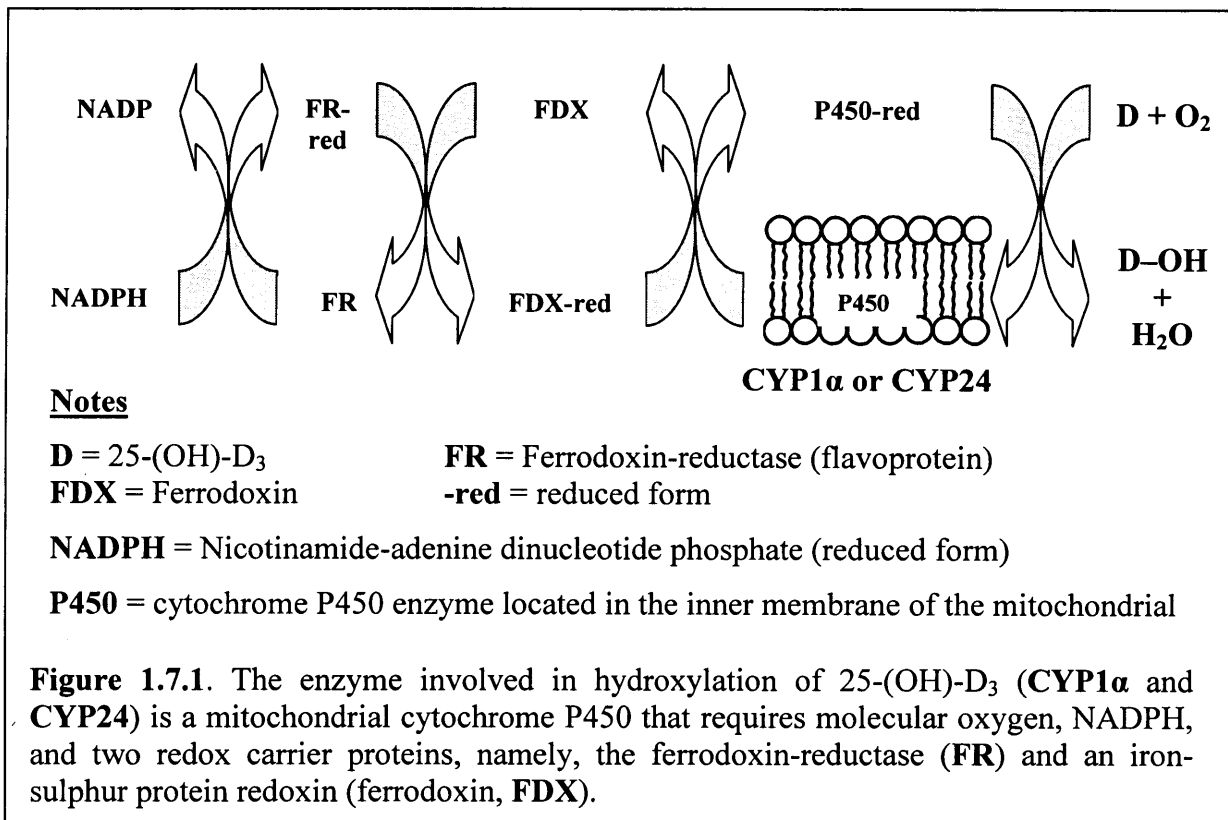 NADP FR-red FDX P450-red D + O₂
NADPH FR FDX-red P450 D–OH + H₂O
CYP1α or CYP24
Notes
D = 25-(OH)-D₃ FR = Ferrodoxin-reductase (flavoprotein)
FDX = Ferrodoxin -red = reduced form
NADPH = Nicotinamide-adenine dinucleotide phosphate (reduced form)
P450 = cytochrome P450 enzyme located in the inner membrane of the mitochondrial
Figure 1.7.1. The enzyme involved in hydroxylation of 25-(OH)-D₃ (CYP1α and
CYP24) is a mitochondrial cytochrome P450 that requires molecular oxygen, NADPH,
and two redox carrier proteins, namely, the ferrodoxin-reductase (FR) and an iron-
sulphur protein redoxin (ferrodoxin, FDX).